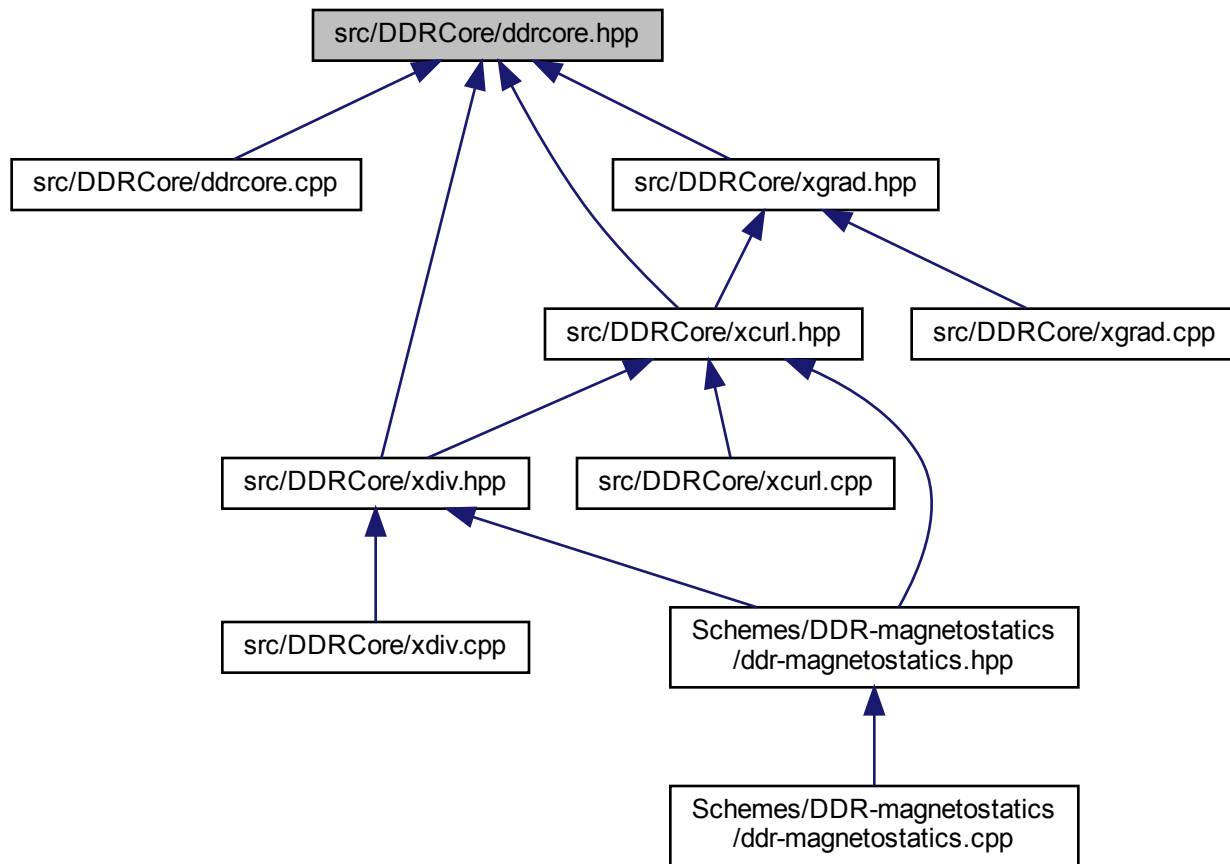 src/DDRCore/ddrcore.hpp
src/DDRCore/ddrcore.cpp
src/DDRCore/xgrad.hpp
src/DDRCore/xcurl.hpp
src/DDRCore/xgrad.cpp
src/DDRCore/xdiv.hpp
src/DDRCore/xcurl.cpp
src/DDRCore/xdiv.cpp
Schemes/DDR-magnetostatics
/ddr-magnetostatics.hpp
Schemes/DDR-magnetostatics
/ddr-magnetostatics.cpp